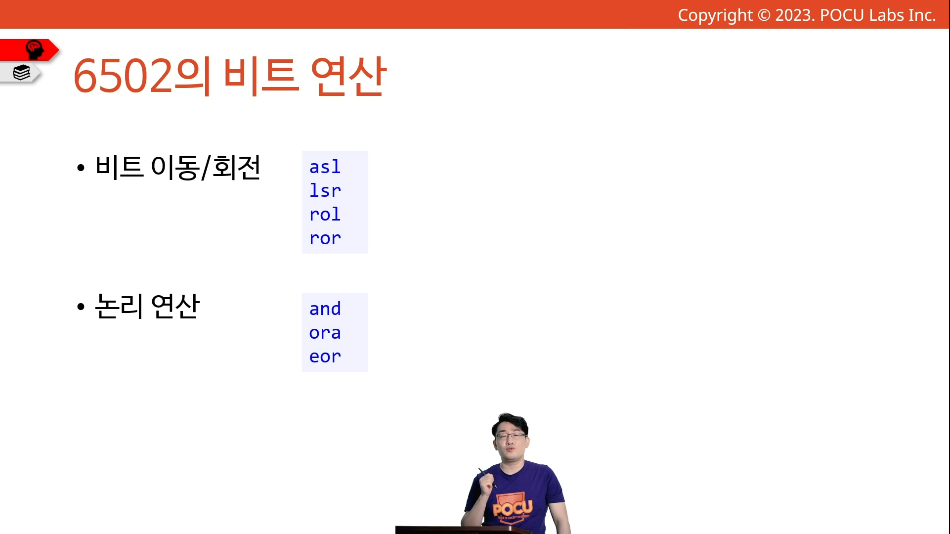 Copyright © 2023. POCU Labs Inc.
6502의 비트 연산
• 비트 이동/회전
asl
lsr
rol
ror
• 논리 연산
and
ora
eor
POCU